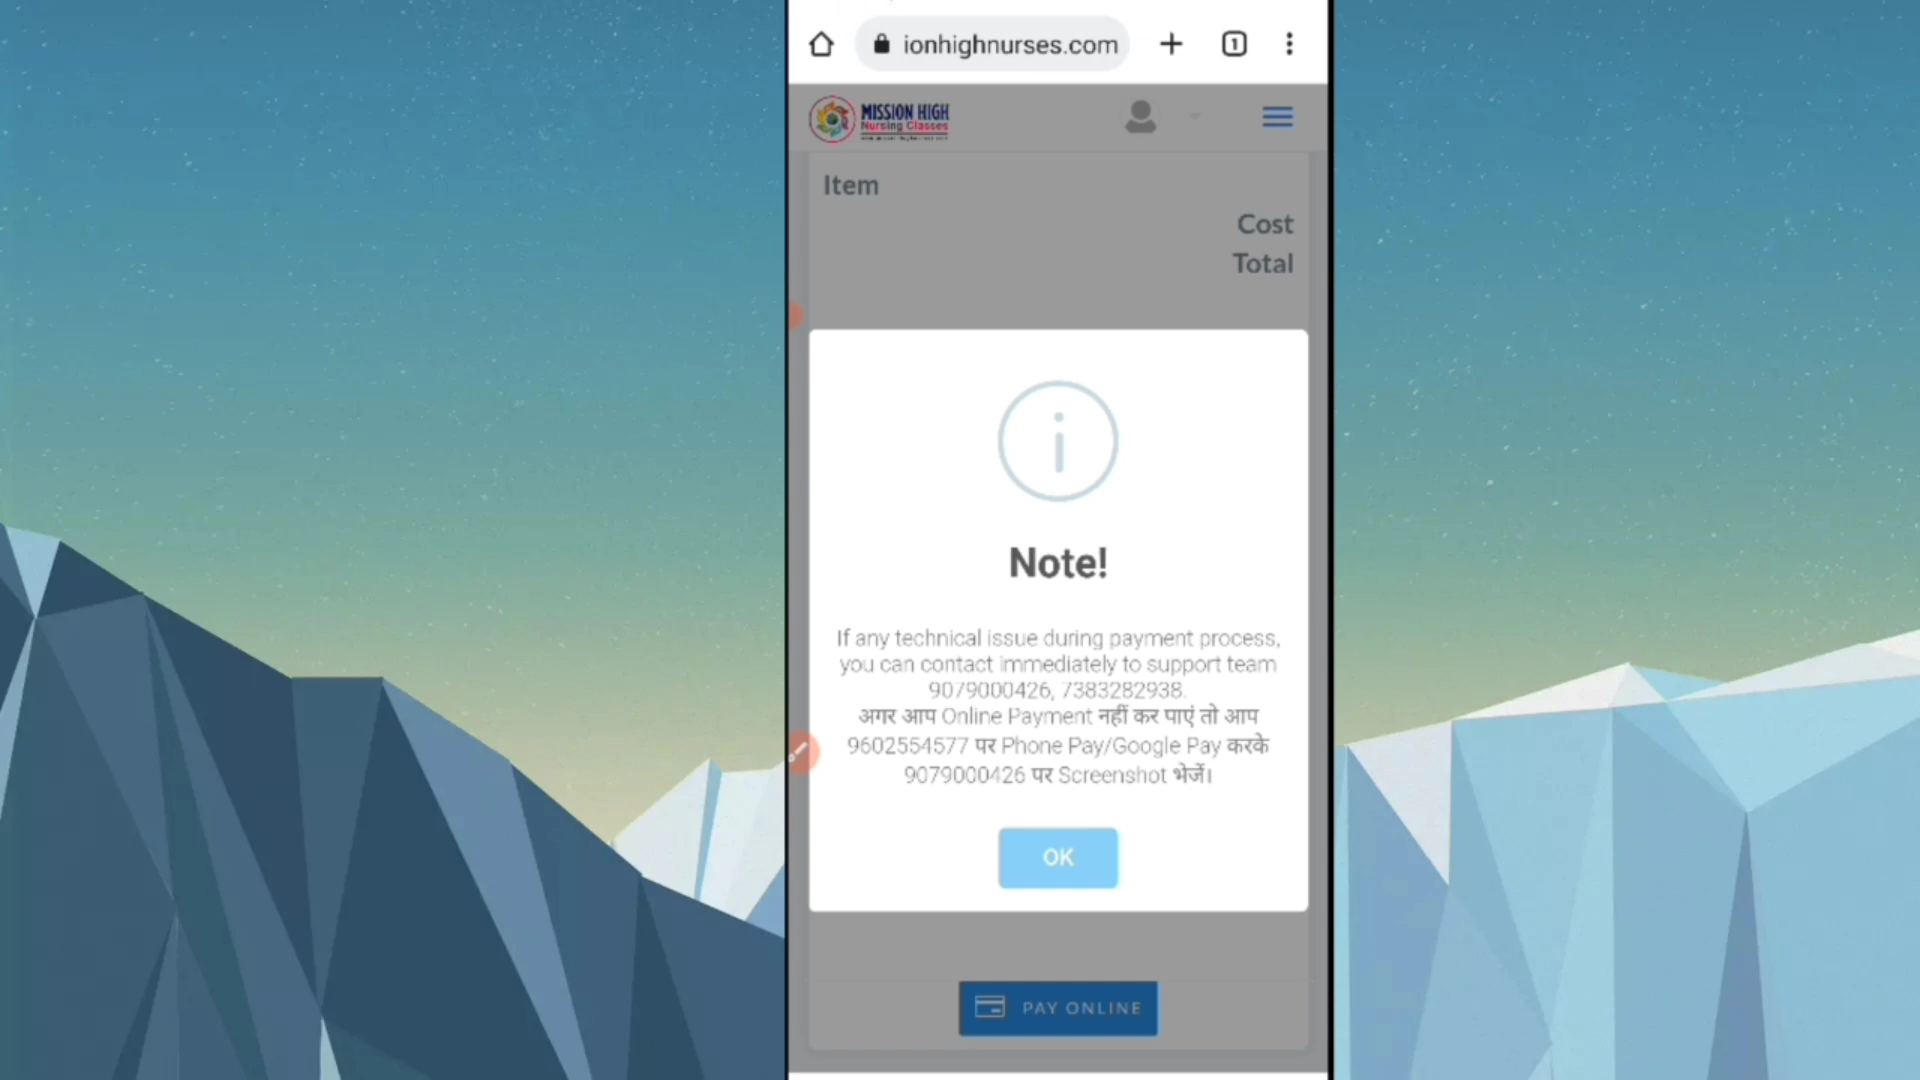 ionhighnurses.com
1
MISSION HIGH
Nursing Classes
Item
Cost
Total
Note!
If any technical issue during payment process,
you can contact immediately to support team
9079000426, 7383282938.
अगर आप Online Payment नहीं कर पाएं तो आप
9602554577 पर Phone Pay/Google Pay करके
9079000426 पर Screenshot भेजें।
OK
PAY ONLINE